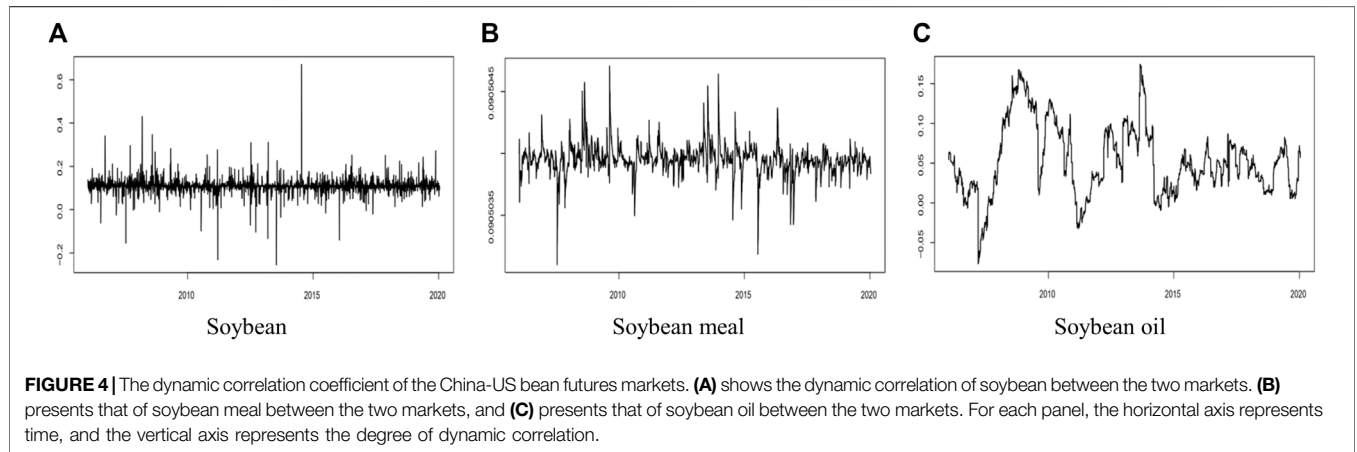 A
B
C
0.6
0.4
0.2
0.0
−0.2
2010
2015
2020
Soybean
0.0905045
0.0905035
2010
2015
2020
Soybean meal
0.15
0.10
0.05
0.00
−0.05
2010
2015
2020
Soybean oil
FIGURE 4 | The dynamic correlation coefficient of the China-US bean futures markets. (A) shows the dynamic correlation of soybean between the two markets. (B)
presents that of soybean meal between the two markets, and (C) presents that of soybean oil between the two markets. For each panel, the horizontal axis represents
time, and the vertical axis represents the degree of dynamic correlation.